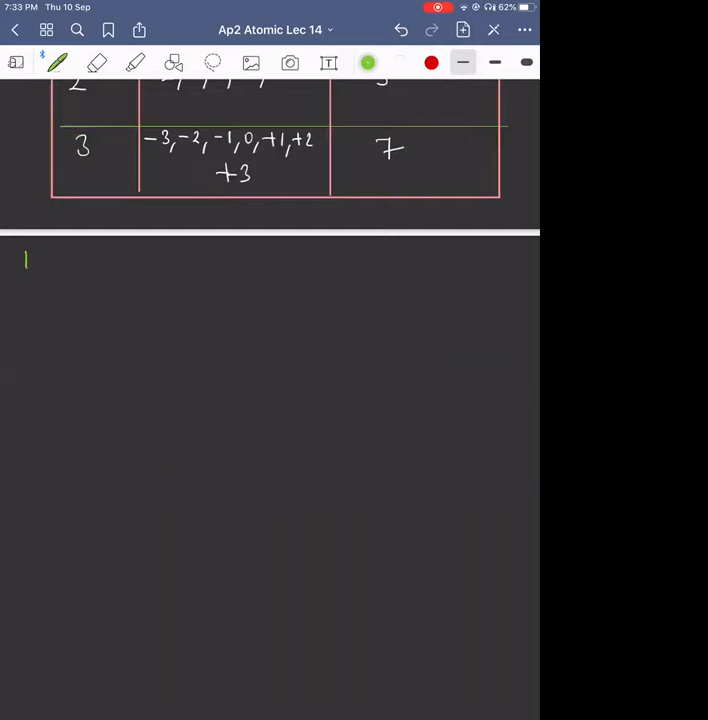 7:33 PM Thu 10 Sep 62%
Ap2 Atomic Lec 14
T
3 -3,-2,-1,0,+1,+2 7
+3